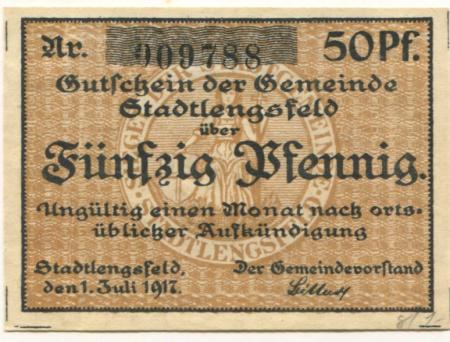 Nr. 009788 50 Pf.
Gutschein der Gemeinde
Stadtlengsfeld
über
Fünfzig Pfennig.
Ungültig einen Monat nach orts-
üblicher Aufkündigung
Stadtlengsfeld, Der Gemeindevorstand
den 1. Juli 1917.